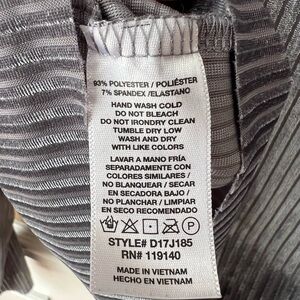 93% POLYESTER / POLIÉSTER
7% SPANDEX /ELASTANO
HAND WASH COLD
DO NOT BLEACH
DO NOT IRONDRY CLEAN
TUMBLE DRY LOW
WASH AND DRY
WITH LIKE COLORS
LAVAR A MANO FRÍA
SEPARADAMENTE CON
COLORES SIMILARES /
NO BLANQUEAR / SECAR
EN SECADORA BAJO /
NO PLANCHAR / LIMPIAR
EN SECO RECOMENDADO
STYLE# D17J185
RN# 119140
MADE IN VIETNAM
HECHO EN VIETNAM